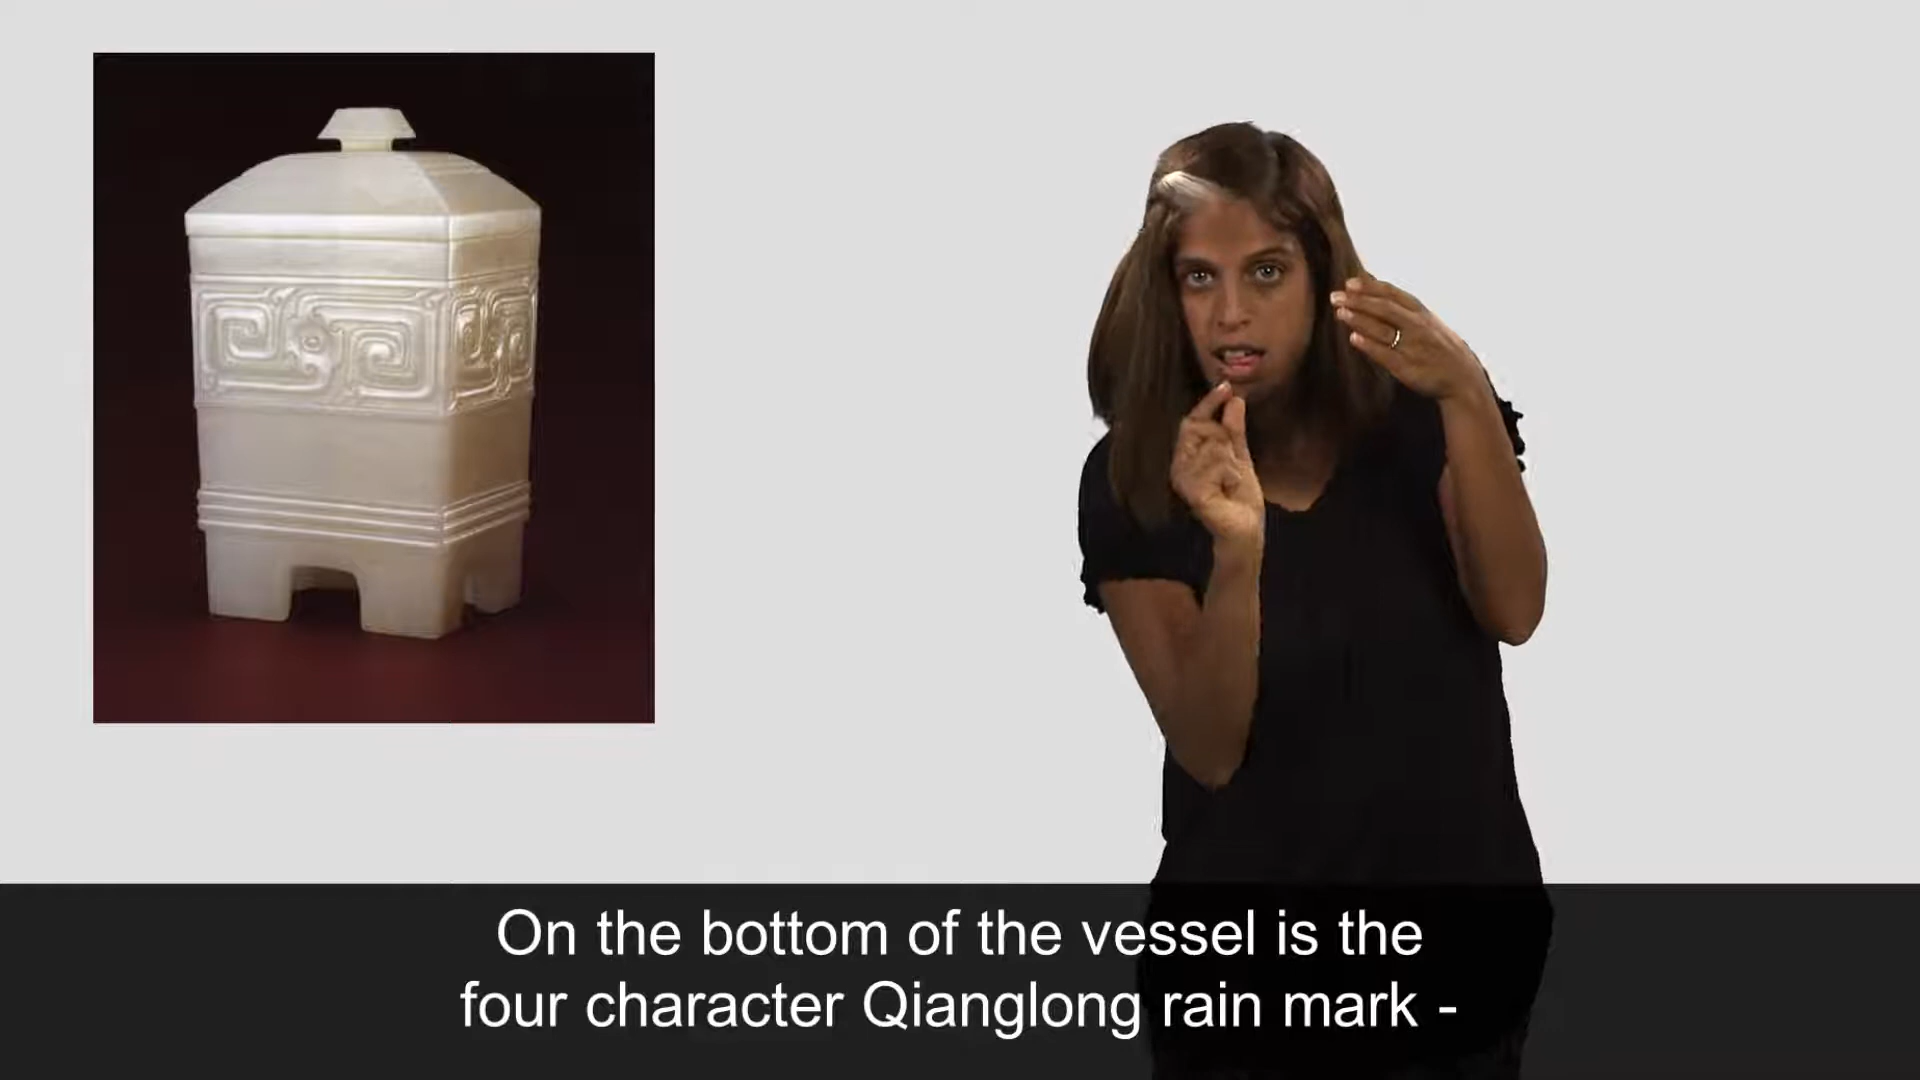 On the bottom of the vessel is the
four character Qianglong rain mark -